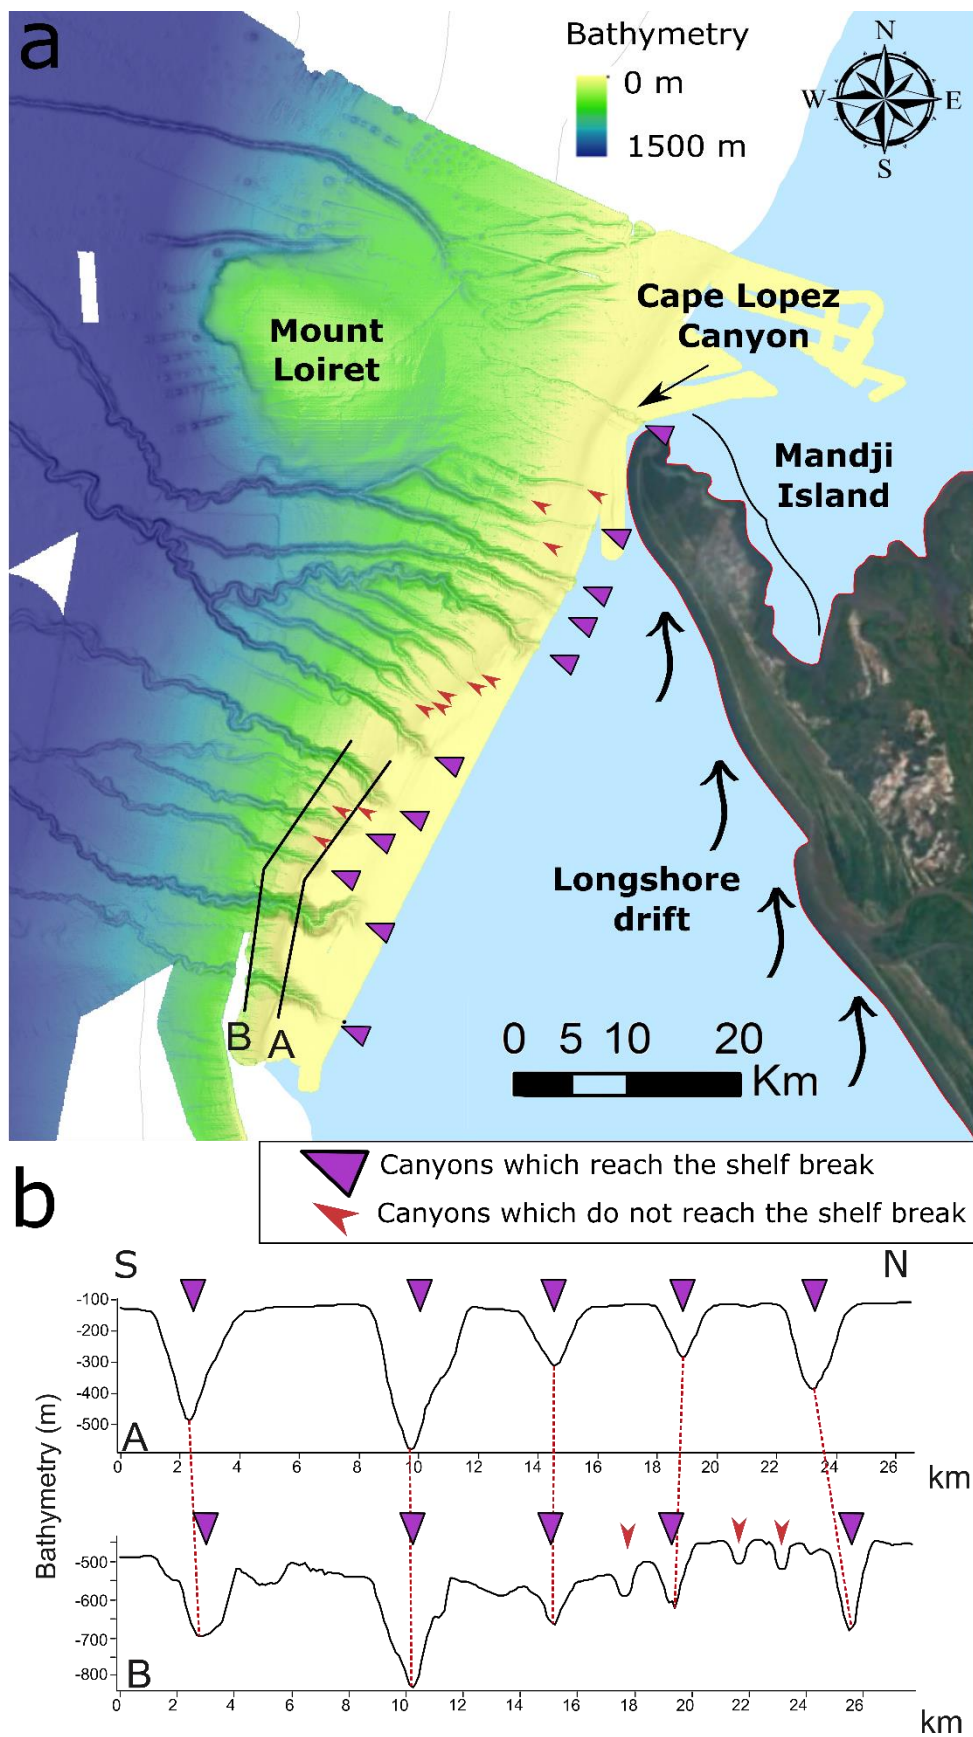 a
Bathymetry
0 m
1500 m
N
W
E
S
Cape Lopez
Canyon
Mount
Loiret
Mandji
Island
Longshore
drift
B
A
0 5 10 20
Km
Canyons which reach the shelf break
Canyons which do not reach the shelf break
b
S
N
-100
-200
-300
-400
-500
A
0 2 4 6 8 10 12 14 16 18 20 22 24 26
km
Bathymetry (m)
-500
-600
-700
-800
B
0 2 4 6 8 10 12 14 16 18 20 22 24 26
km